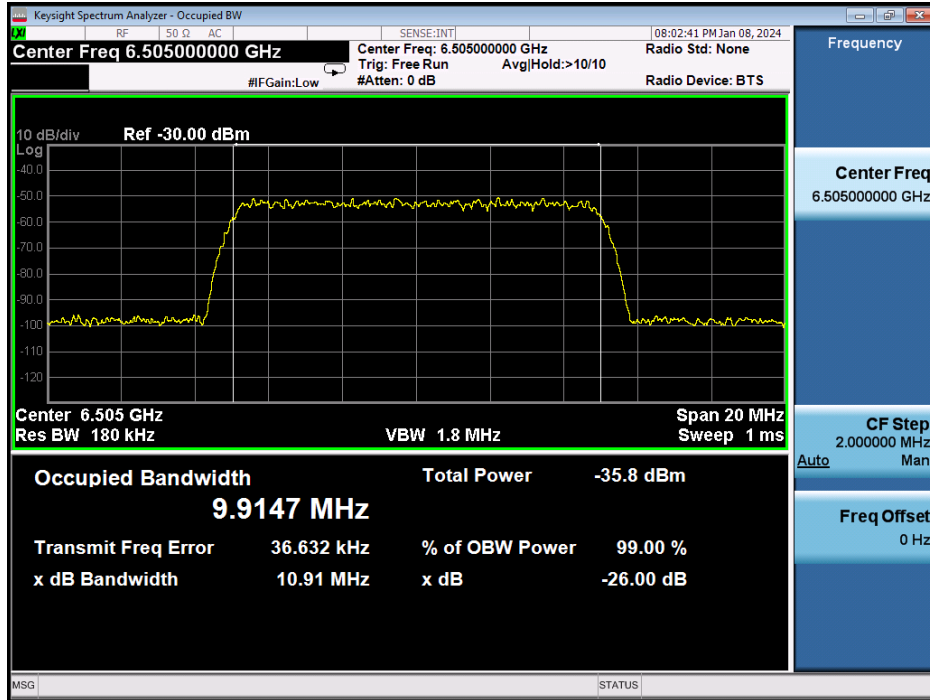 Keysight Spectrum Analyzer - Occupied BW
LXI RF 50 Ω AC SENSE:INT 08:02:41 PM Jan 08, 2024
Center Freq 6.505000000 GHz
Center Freq: 6.505000000 GHz Radio Std: None
Trig: Free Run Avg|Hold:>10/10
#IFGain:Low #Atten: 0 dB Radio Device: BTS
10 dB/div Ref -30.00 dBm
Log
-40.0
-50.0
-60.0
-70.0
-80.0
-90.0
-100
-110
-120
Center 6.505 GHz Span 20 MHz
Res BW 180 kHz VBW 1.8 MHz Sweep 1 ms
Occupied Bandwidth Total Power -35.8 dBm
9.9147 MHz
Transmit Freq Error 36.632 kHz % of OBW Power 99.00 %
x dB Bandwidth 10.91 MHz x dB -26.00 dB
MSG STATUS
Frequency
Center Freq
6.505000000 GHz
CF Step
2.000000 MHz
Auto Man
Freq Offset
0 Hz